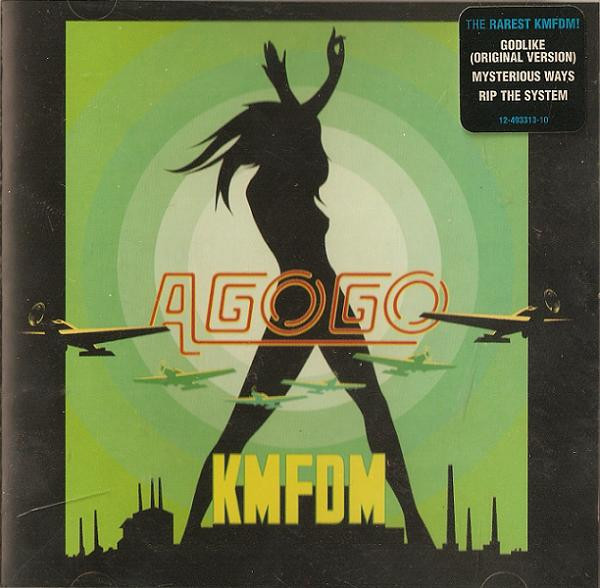 THE RAREST KMFDM!
GODLIKE
(ORIGINAL VERSION)
MYSTERIOUS WAYS
RIP THE SYSTEM
12-493313-10
AGOGO
KMFDM